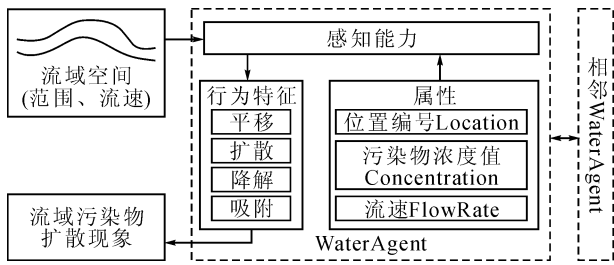 流域空间
(范围、流速)
感知能力
行为特征
平移
扩散
降解
吸附
属性
位置编号Location
污染物浓度值
Concentration
流速FlowRate
WaterAgent
相邻WaterAgent
流域污染物
扩散现象